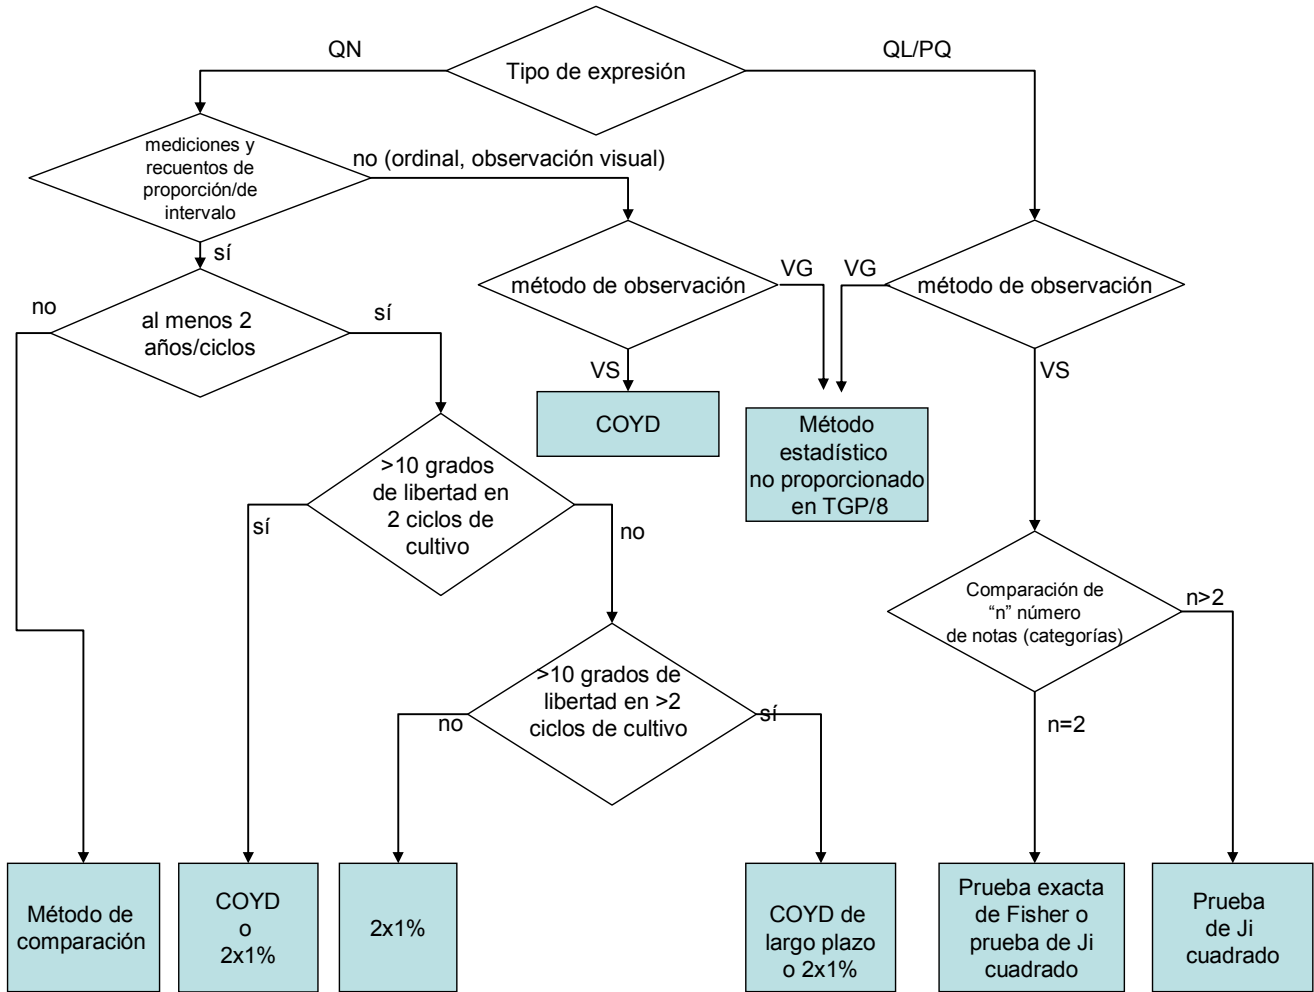 QN
QL/PQ
Tipo de expresión
mediciones y
recuentos de
proporción/de
intervalo
no (ordinal, observación visual)
sí
método de observación
VG
VG
método de observación
no
al menos 2
años/ciclos
sí
VS
VS
COYD
Método
estadístico
no proporcionado
en TGP/8
>10 grados
de libertad en
2 ciclos de
cultivo
sí
no
Comparación de
“n” número
de notas (categorías)
n>2
>10 grados de
libertad en >2
ciclos de cultivo
no
sí
n=2
Método de
comparación
COYD
o
2x1%
2x1%
COYD de
largo plazo
o 2x1%
Prueba exacta
de Fisher o
prueba de Ji
cuadrado
Prueba
de Ji
cuadrado